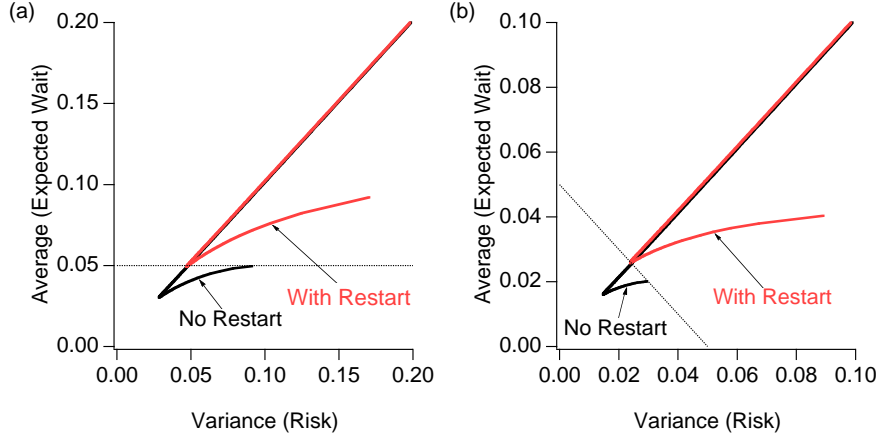 (a)
Average (Expected Wait)
0.20
0.15
0.10
0.05
0.00
No Restart
With Restart
0.00 0.05 0.10 0.15 0.20
Variance (Risk)
(b)
Average (Expected Wait)
0.10
0.08
0.06
0.04
0.02
0.00
No Restart
With Restart
0.00 0.02 0.04 0.06 0.08 0.10
Variance (Risk)